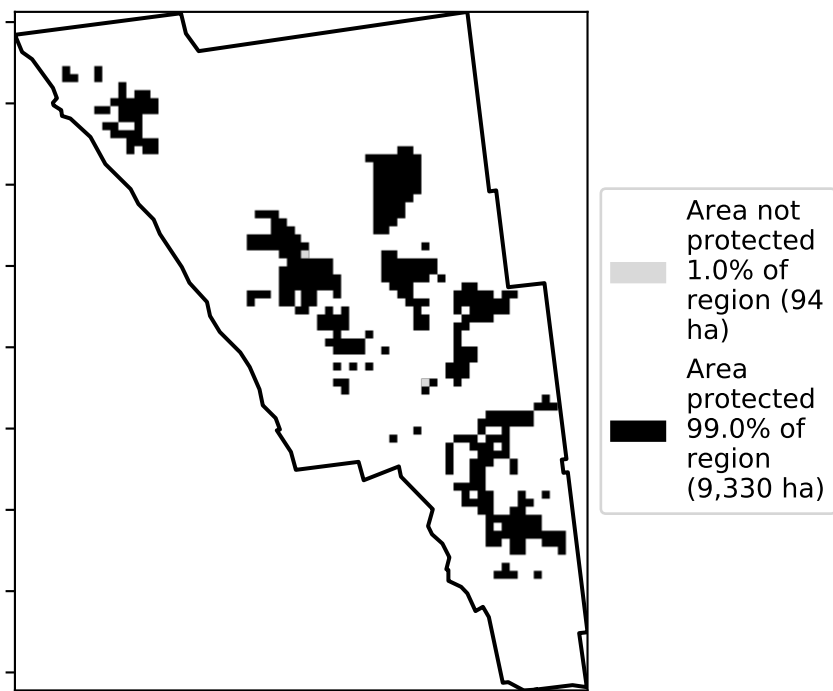 Area not
protected
1.0% of
region (94
ha)
Area
protected
99.0% of
region
(9,330 ha)